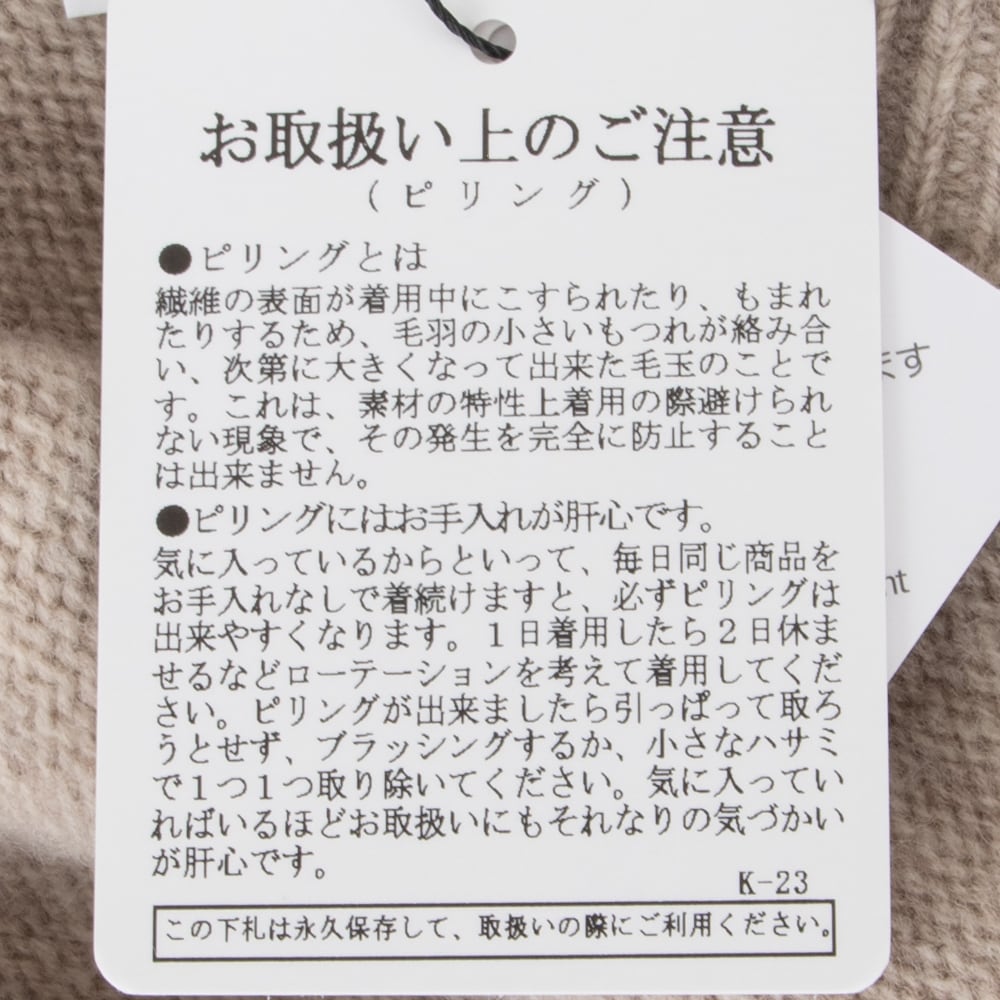 お取扱い上のご注意
(ピリング)
●ピリングとは
繊維の表面が着用中にこすられたり、もまれ
たりするため、毛羽の小さいもつれが絡み合
い、次第に大きくなって出来た毛玉のことで
す。これは、素材の特性上着用の際避けられ
ない現象で、その発生を完全に防止すること
は出来ません。
●ピリングにはお手入れが肝心です。
気に入っているからといって、毎日同じ商品を
お手入れなしで着続けますと、必ずピリングは
出来やすくなります。1日着用したら2日休ま
せるなどローテーションを考えて着用してくだ
さい。ピリングが出来ましたら引っぱって取ろ
うとせず、ブラッシングするか、小さなハサミ
で1つ1つ取り除いてください。気に入ってい
ればいるほどお取扱いにもそれなりの気づかい
が肝心です。
K-23
この下札は永久保存して、取扱いの際にご利用ください。
ます
nt